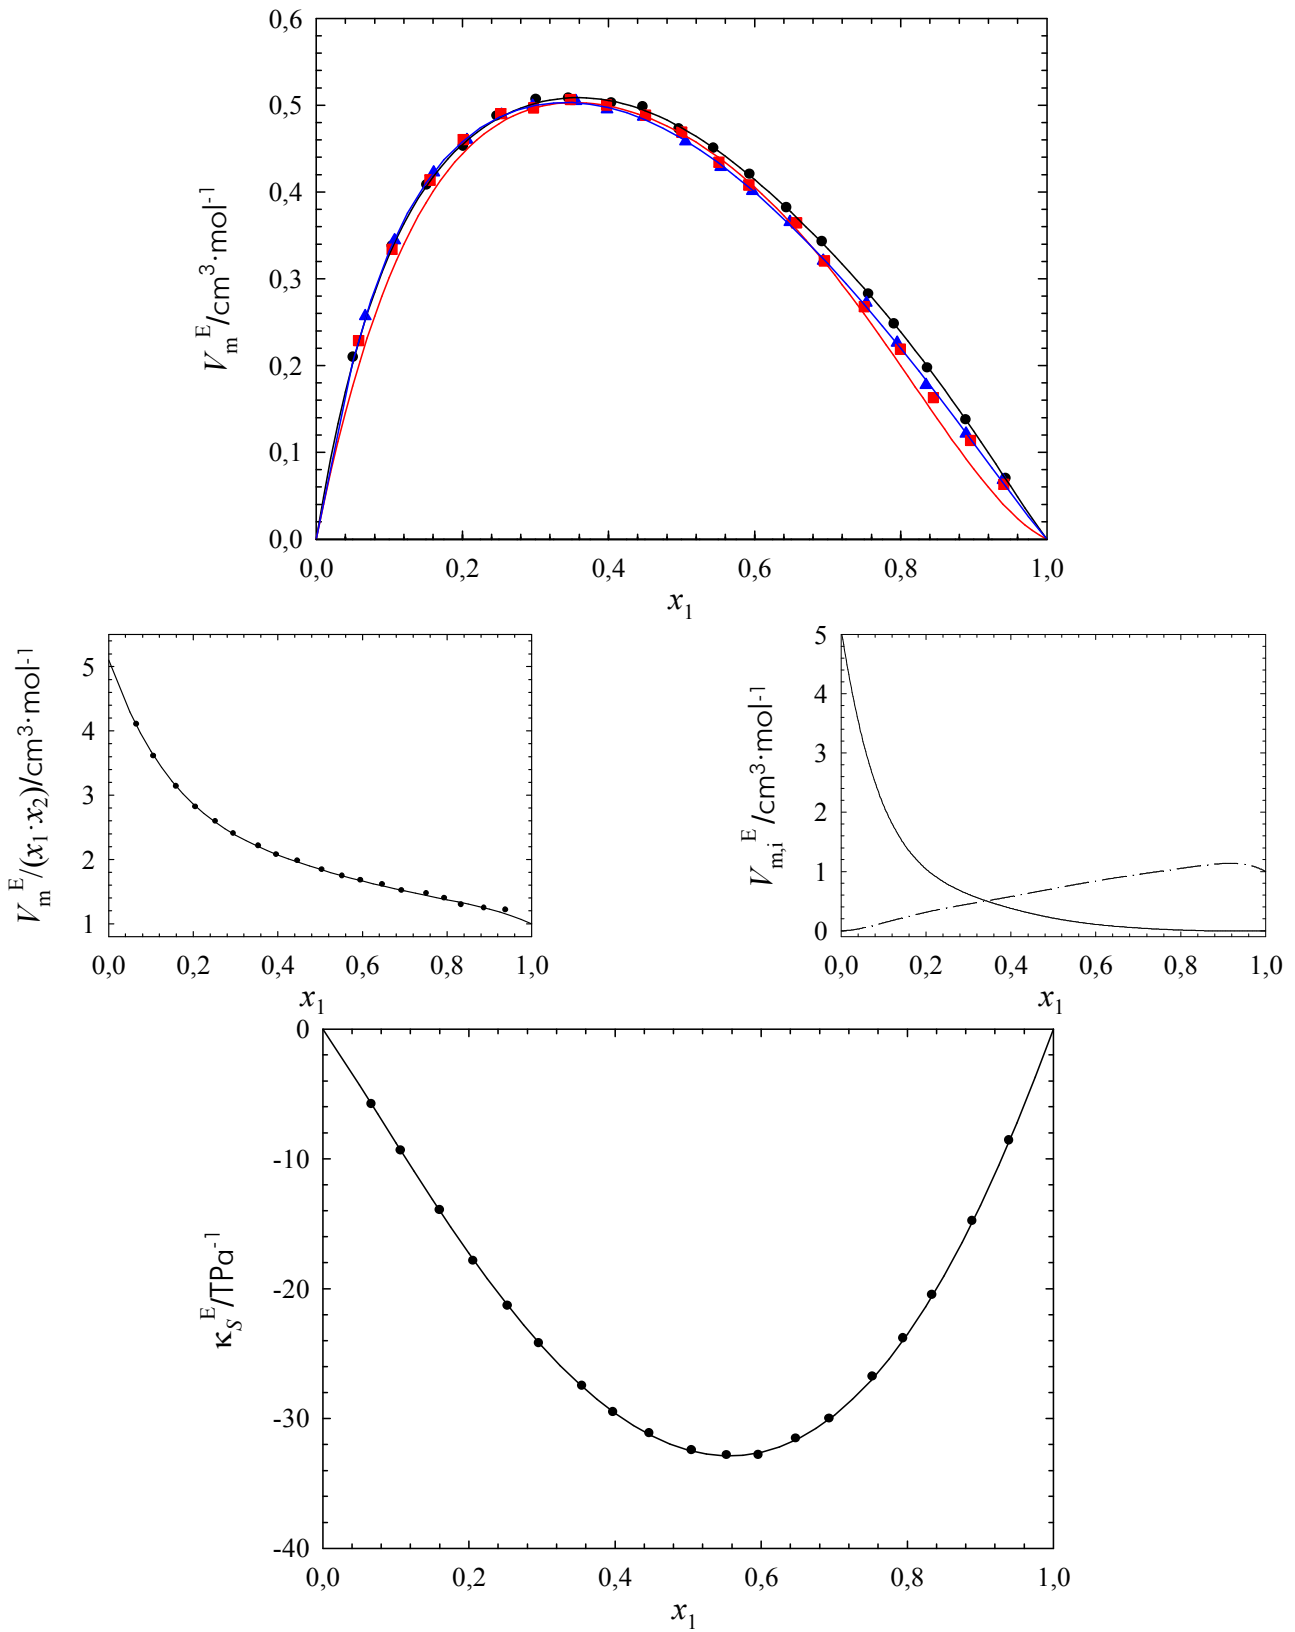 0,6
0,5
0,4
0,3
0,2
0,1
0,0
V_m^E/cm^3·mol^-1
0,0 0,2 0,4 0,6 0,8 1,0
x_1
5
4
3
2
1
V_m^E/(x_1·x_2)/cm^3·mol^-1
0,0 0,2 0,4 0,6 0,8 1,0
x_1
5
4
3
2
1
0
V_m,i^E/cm^3·mol^-1
0,0 0,2 0,4 0,6 0,8 1,0
x_1
0
-10
-20
-30
-40
κ_S^E/TPa^-1
0,0 0,2 0,4 0,6 0,8 1,0
x_1